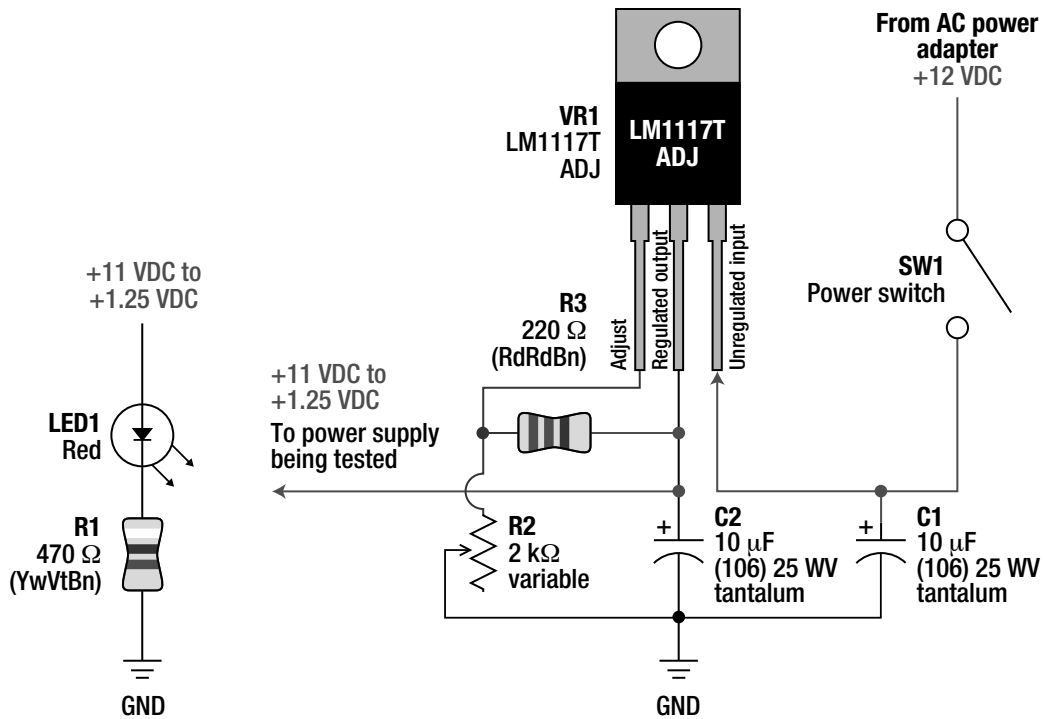 From AC power
adapter
+12 VDC
VR1
LM1117T
ADJ
LM1117T
ADJ
SW1
Power switch
Adjust
Regulated output
Unregulated input
+11 VDC to
+1.25 VDC
LED1
Red
R1
470 Ω
(YwVtBn)
GND
R3
220 Ω
(RdRdBn)
+11 VDC to
+1.25 VDC
To power supply
being tested
R2
2 kΩ
variable
+
C2
10 μF
(106) 25 WV
tantalum
+
C1
10 μF
(106) 25 WV
tantalum
GND